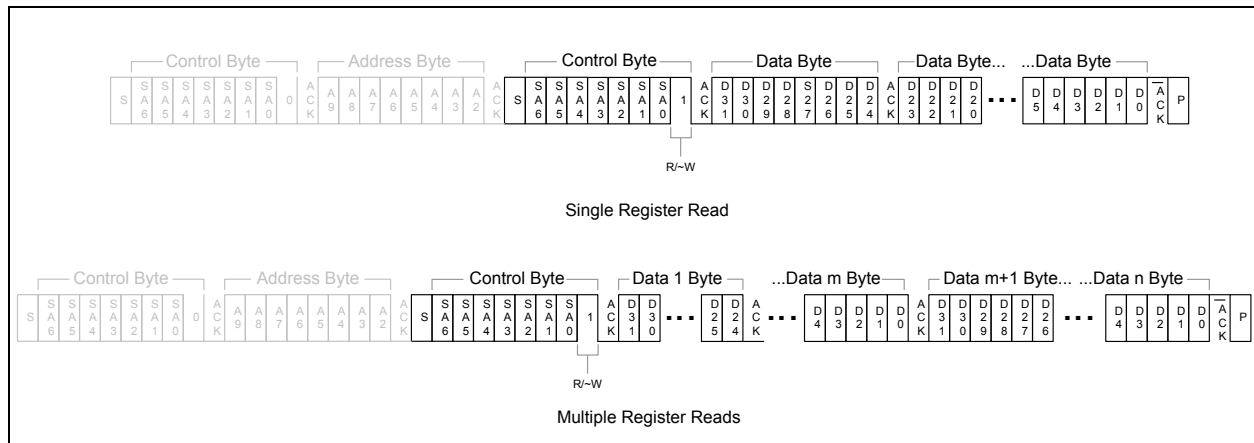 Control Byte Address Byte Control Byte Data Byte Data Byte... ...Data Byte
S SA6 SA5 SA4 SA3 SA2 SA1 SA0 0 ACK A9 A8 A7 A6 A5 A4 A3 A2 ACK S SA6 SA5 SA4 SA3 SA2 SA1 SA0 1 ACK D31 D30 D29 D28 S27 D26 D25 D24 ACK D23 D22 D21 D20 ... D5 D4 D3 D2 D1 D0 ACK P
R/~W
Single Register Read
Control Byte Address Byte Control Byte Data 1 Byte ...Data m Byte Data m+1 Byte... ...Data n Byte
S SA6 SA5 SA4 SA3 SA2 SA1 SA0 0 ACK A9 A8 A7 A6 A5 A4 A3 A2 ACK S SA6 SA5 SA4 SA3 SA2 SA1 SA0 1 ACK D31 D30 ... D25 D24 ACK ... D4 D3 D2 D1 D0 ACK D31 D30 D29 D28 D27 D26 ... D4 D3 D2 D1 D0 ACK P
R/~W
Multiple Register Reads